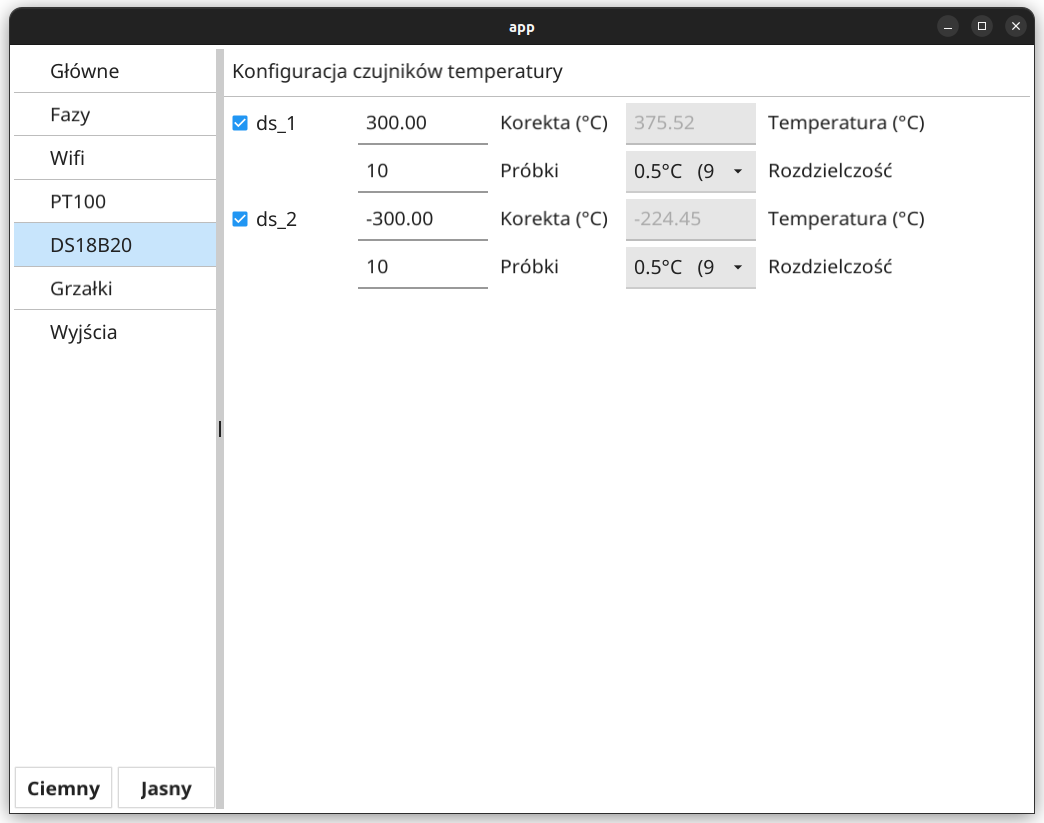 app
Główne
Fazy
Wifi
PT100
DS18B20
Grzałki
Wyjścia
Ciemny Jasny
Konfiguracja czujników temperatury
ds_1 300.00 Korekta (°C) 375.52 Temperatura (°C)
10 Próbki 0.5°C (9 Rozdzielczość
ds_2 -300.00 Korekta (°C) -224.45 Temperatura (°C)
10 Próbki 0.5°C (9 Rozdzielczość